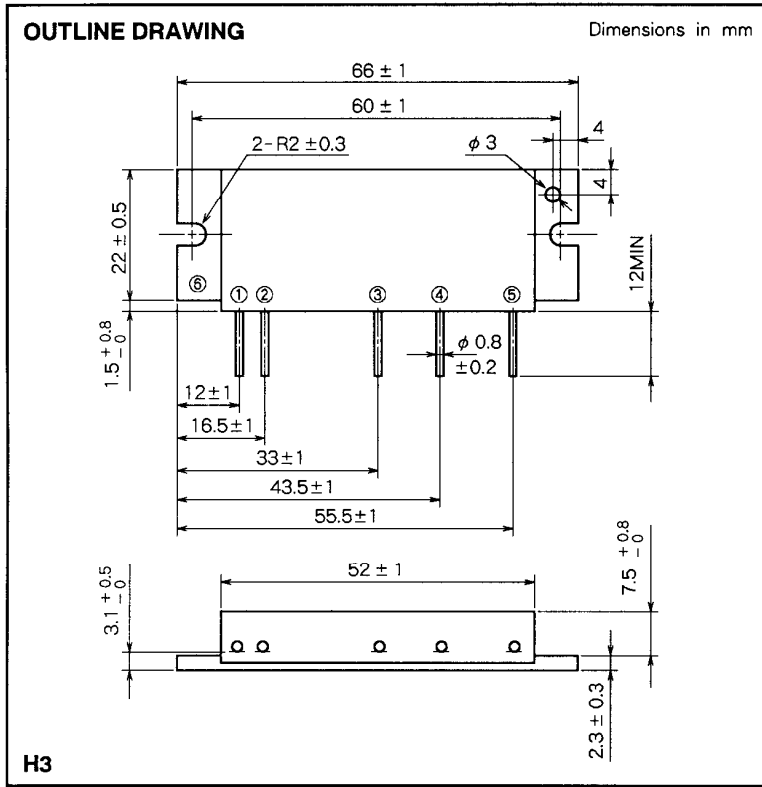 OUTLINE DRAWING
Dimensions in mm
66 ± 1
60 ± 1
4
2-R2 ±0.3
φ 3
4
22 ± 0.5
12MIN
⑥
① ② ③ ④ ⑤
1.5 +0.8 -0
φ 0.8
±0.2
12±1
16.5±1
33±1
43.5±1
55.5±1
52 ± 1
7.5 +0.8 -0
3.1 +0.5 -0
2.3 ± 0.3
H3